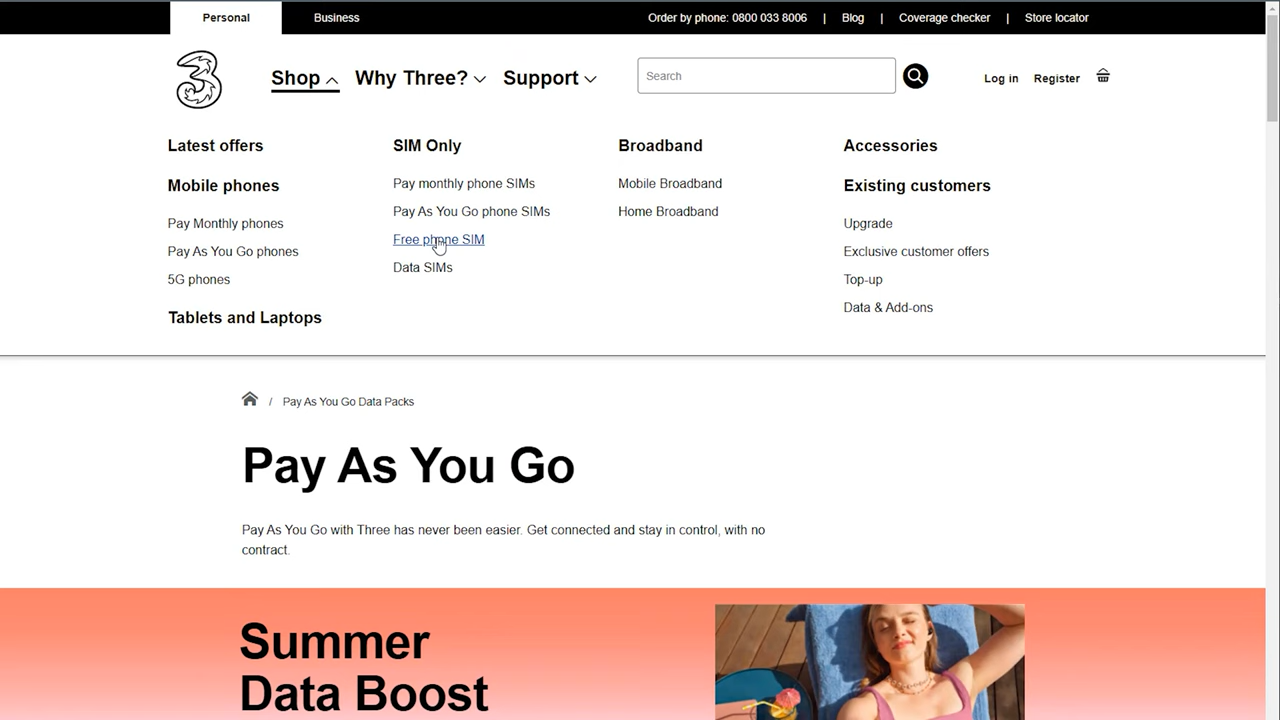 Personal
Business
Order by phone: 0800 033 8006 | Blog | Coverage checker | Store locator
Shop
Why Three?
Support
Search
Log in
Register
Latest offers
Mobile phones
Pay Monthly phones
Pay As You Go phones
5G phones
Tablets and Laptops
SIM Only
Pay monthly phone SIMs
Pay As You Go phone SIMs
Free phone SIM
Data SIMs
Broadband
Mobile Broadband
Home Broadband
Accessories
Existing customers
Upgrade
Exclusive customer offers
Top-up
Data & Add-ons
/ Pay As You Go Data Packs
Pay As You Go
Pay As You Go with Three has never been easier. Get connected and stay in control, with no
contract.
Summer
Data Boost